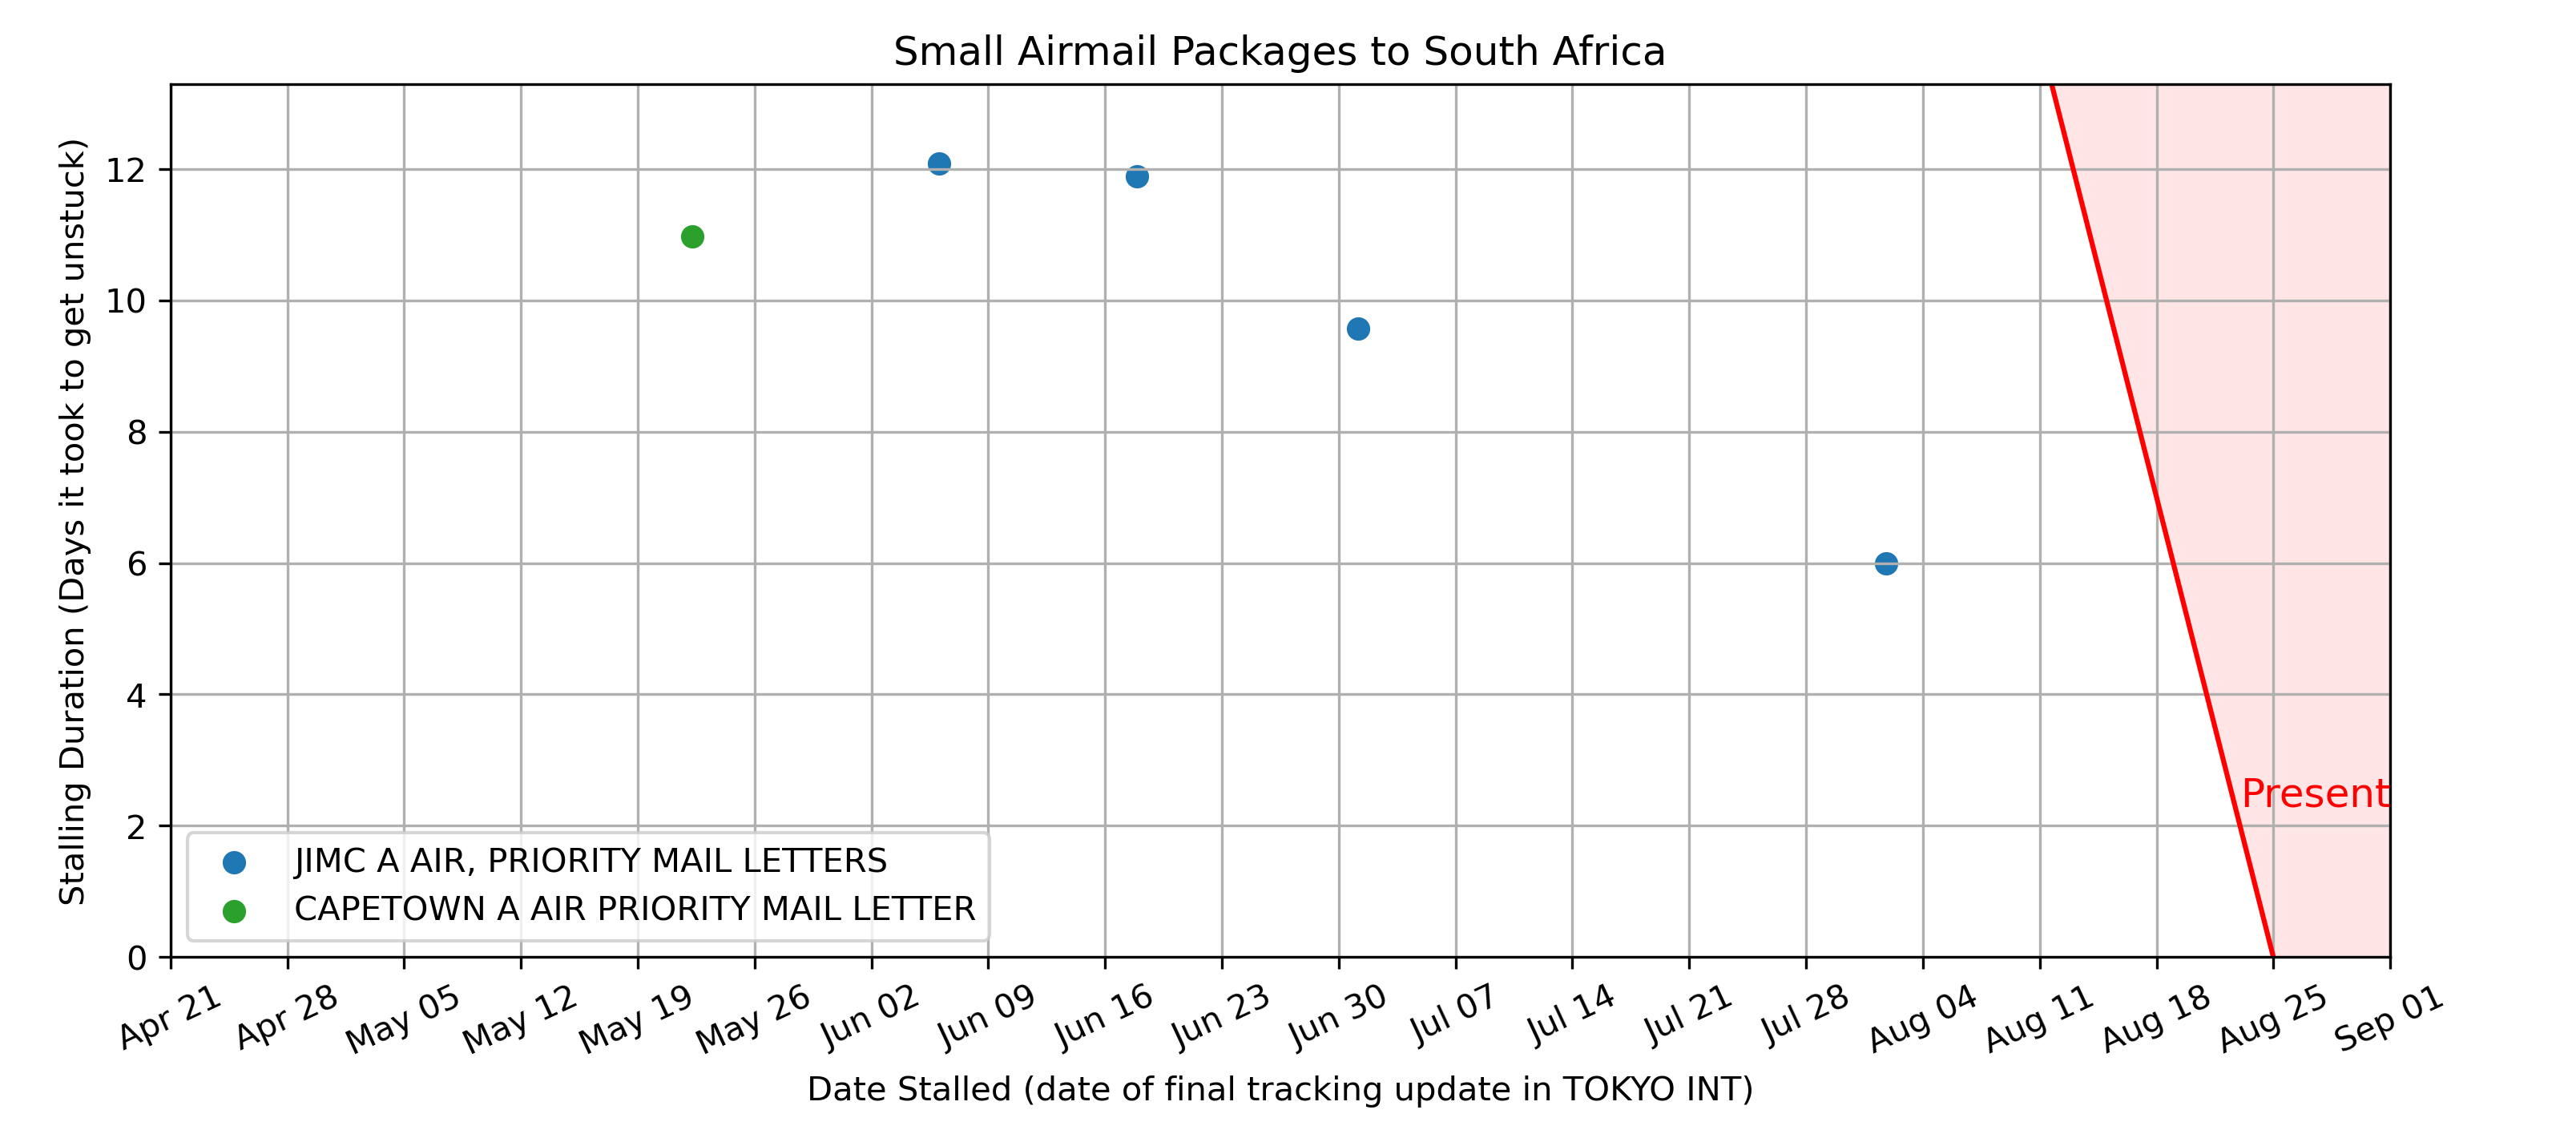 Small Airmail Packages to South Africa
Stalling Duration (Days it took to get unstuck)
12
10
8
6
4
2
0
Present
JIMC A AIR, PRIORITY MAIL LETTERS
CAPETOWN A AIR PRIORITY MAIL LETTER
Apr 21 Apr 28 May 05 May 12 May 19 May 26 Jun 02 Jun 09 Jun 16 Jun 23 Jun 30 Jul 07 Jul 14 Jul 21 Jul 28 Aug 04 Aug 11 Aug 18 Aug 25 Sep 01
Date Stalled (date of final tracking update in TOKYO INT)